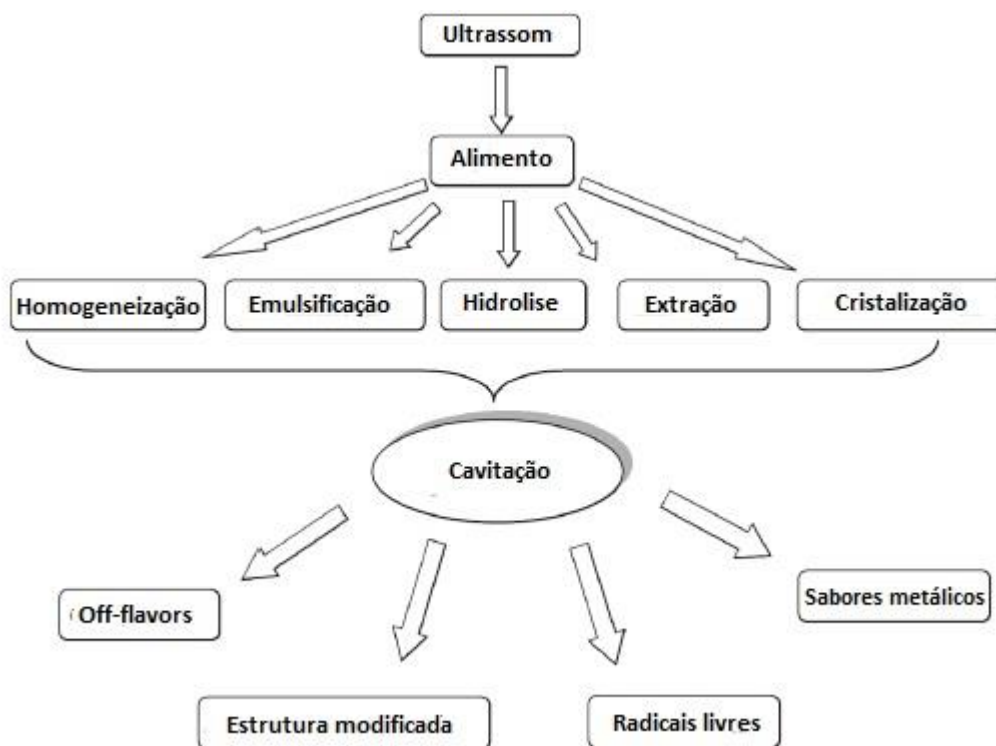 Ultrassom
Alimento
Homogeneização
Emulsificação
Hidrolise
Extração
Cristalização
Cavitação
Off-flavors
Sabores metálicos
Estrutura modificada
Radicais livres